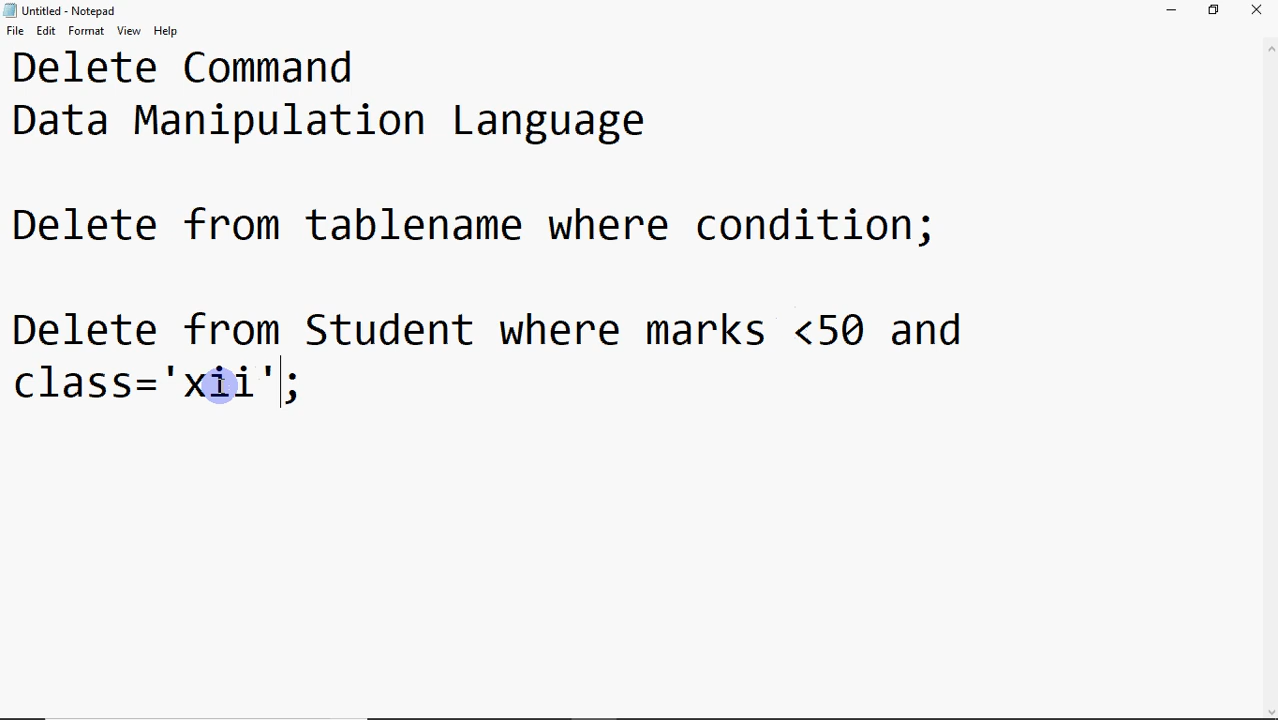 Untitled - Notepad
File Edit Format View Help
Delete Command
Data Manipulation Language
Delete from tablename where condition;
Delete from Student where marks <50 and
class='xii';